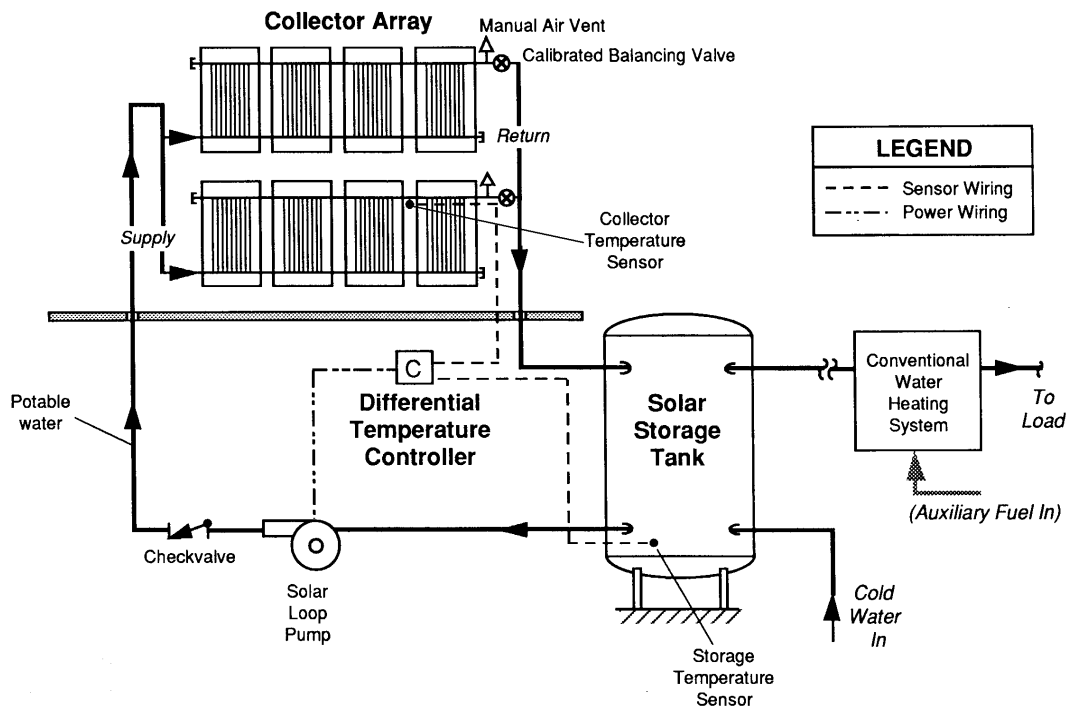 Collector Array
Manual Air Vent
Calibrated Balancing Valve
Return
LEGEND
Sensor Wiring
Power Wiring
Supply
Collector
Temperature
Sensor
C
Potable
water
Differential
Temperature
Controller
Solar
Storage
Tank
Conventional
Water
Heating
System
To
Load
(Auxiliary Fuel In)
Checkvalve
Solar
Loop
Pump
Cold
Water
In
Storage
Temperature
Sensor